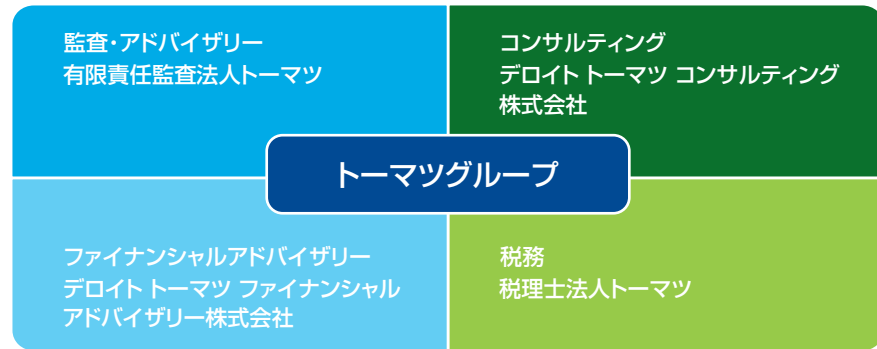 監査・アドバイザリー
有限責任監査法人トーマツ
コンサルティング
デロイト トーマツ コンサルティング
株式会社
トーマツグループ
ファイナンシャルアドバイザリー
デロイト トーマツ ファイナンシャル
アドバイザリー株式会社
税務
税理士法人トーマツ